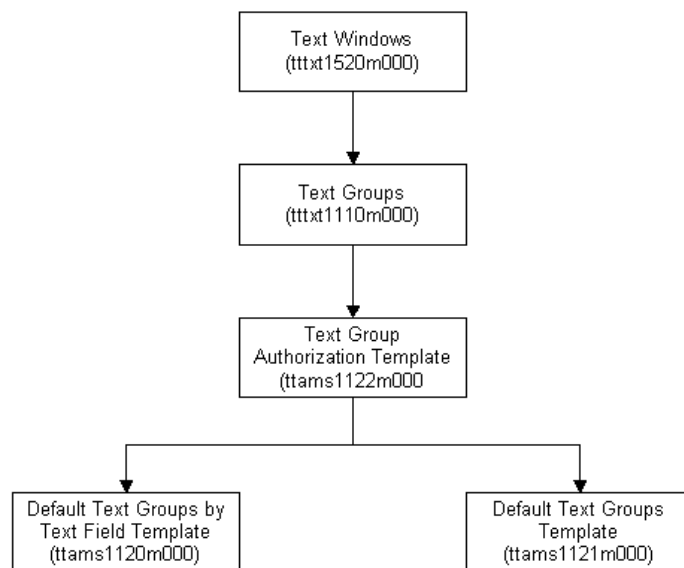 Text Windows
(tttxt1520m000)
Text Groups
(tttxt1110m000)
Text Group
Authorization Template
(ttams1122m000
Default Text Groups by
Text Field Template
(ttams1120m000)
Default Text Groups
Template
(ttams1121m000)